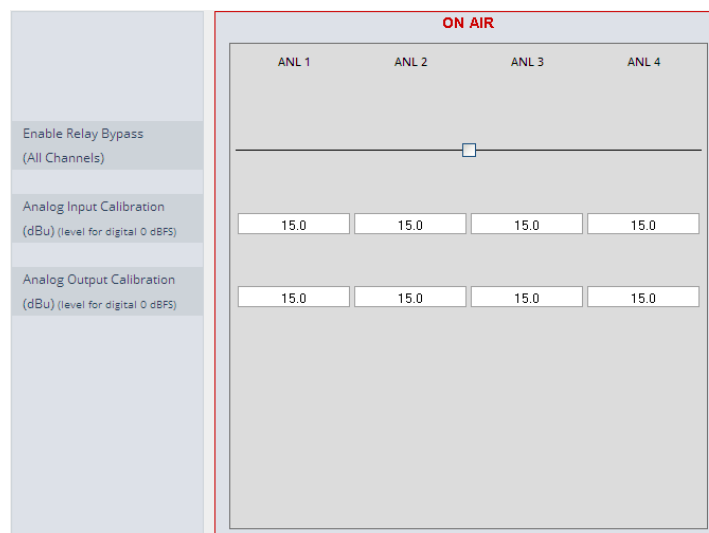 ON AIR
ANL 1 ANL 2 ANL 3 ANL 4
Enable Relay Bypass
(All Channels)
Analog Input Calibration
(dBu) (level for digital 0 dBFS) 15.0 15.0 15.0 15.0
Analog Output Calibration
(dBu) (level for digital 0 dBFS) 15.0 15.0 15.0 15.0